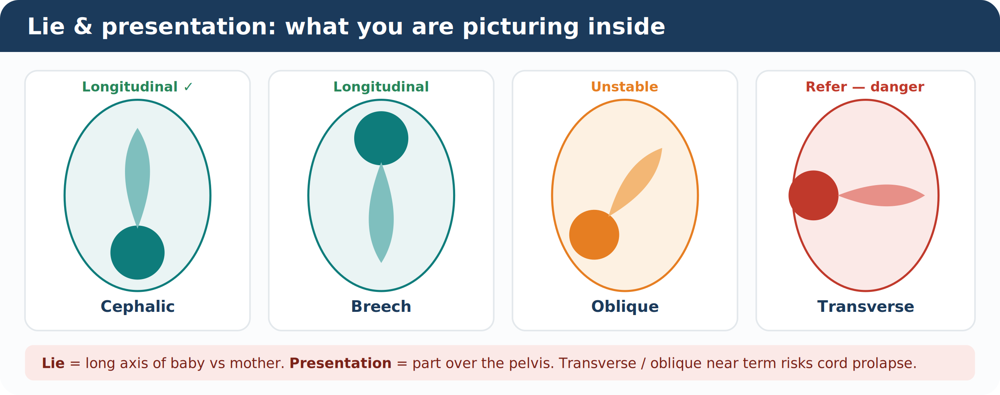 Lie & presentation: what you are picturing inside
Longitudinal ✓
Longitudinal
Unstable
Refer — danger
Cephalic
Breech
Oblique
Transverse
Lie = long axis of baby vs mother. Presentation = part over the pelvis. Transverse / oblique near term risks cord prolapse.